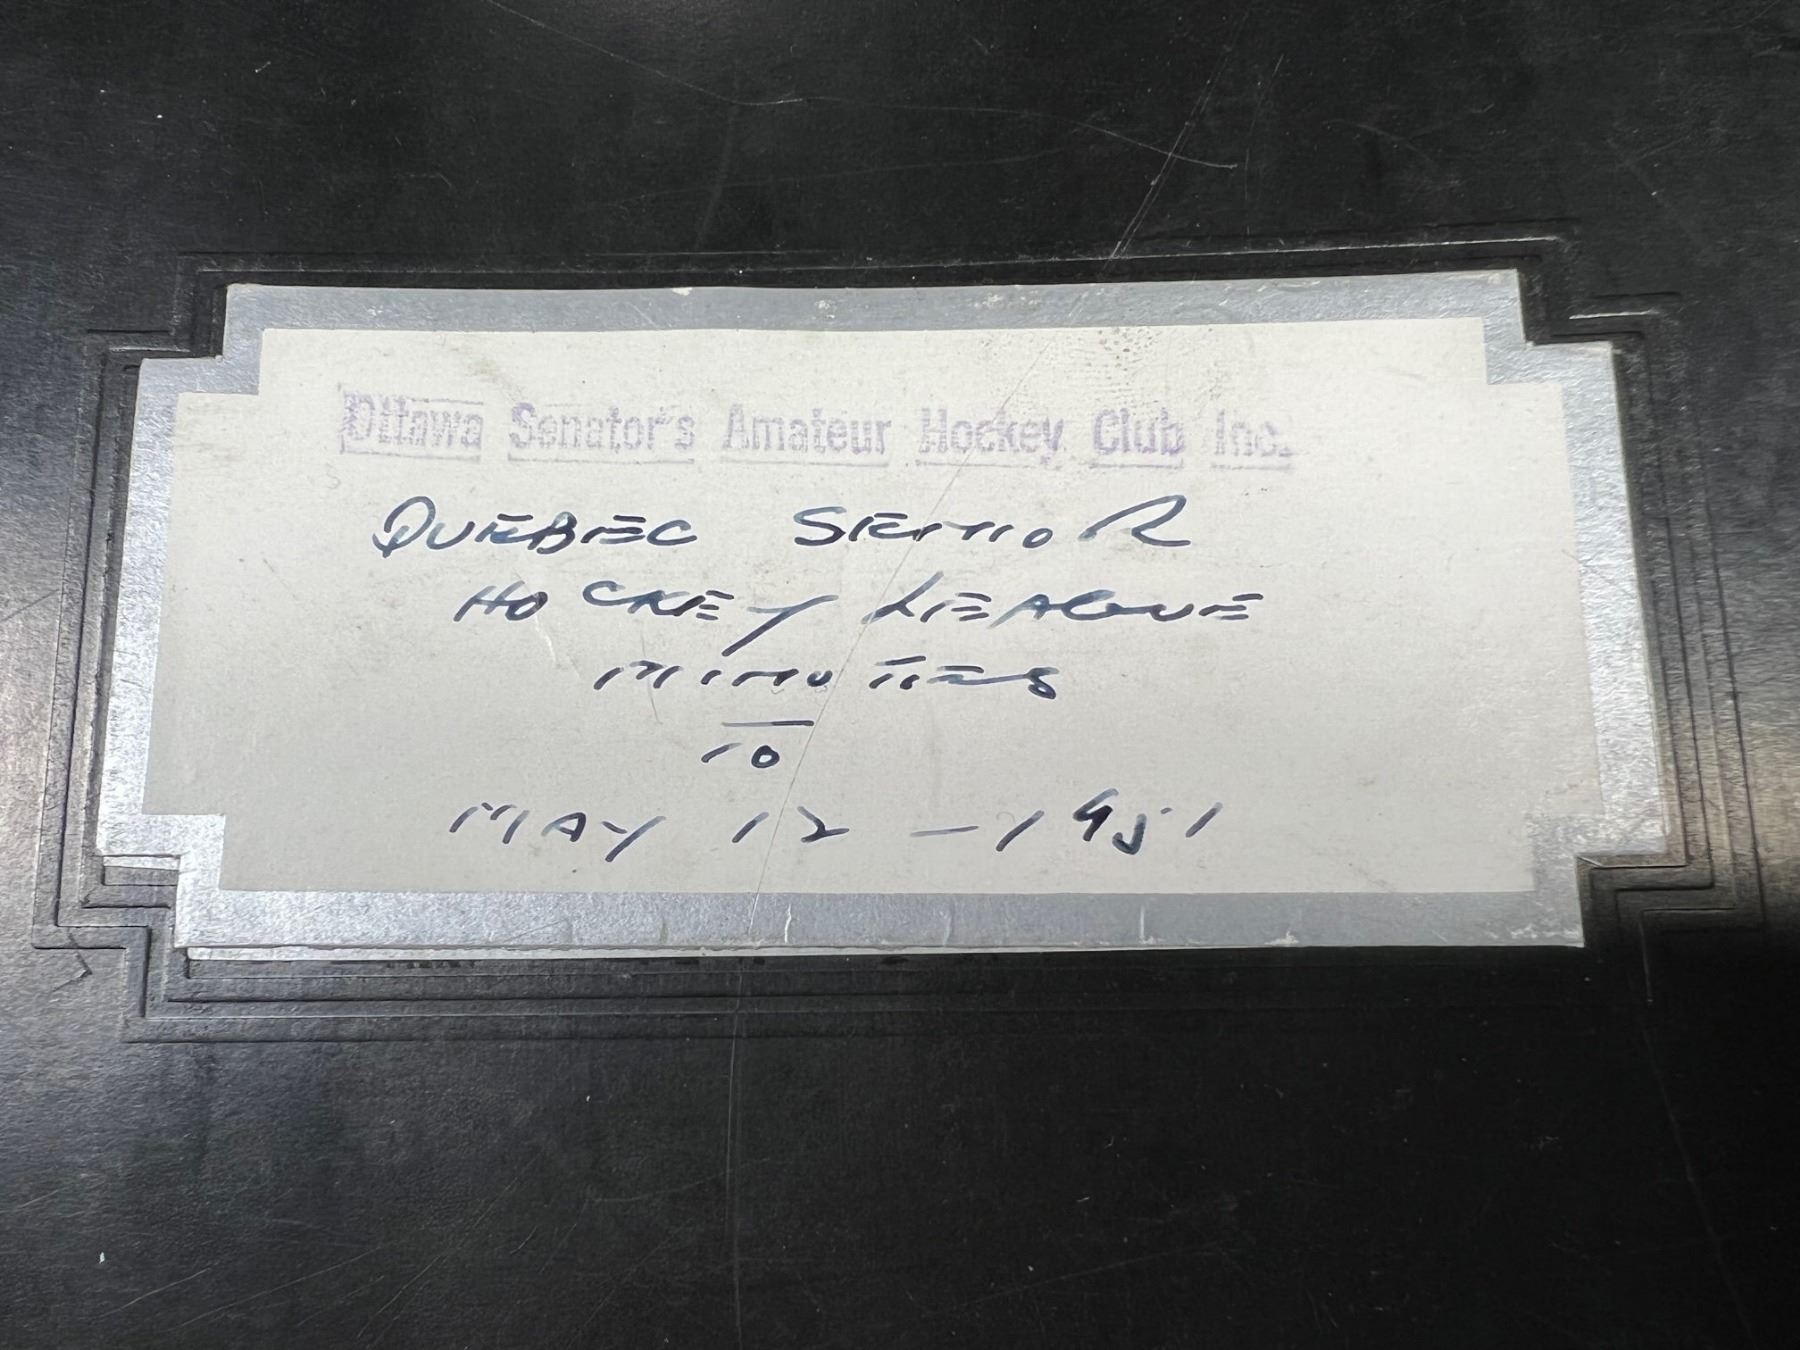 Ottawa Senator's Amateur Hockey Club Inc.
QUEBEC SENIOR
HOCKEY LEAGUE
MINUTES
TO
MAY 12 - 1951